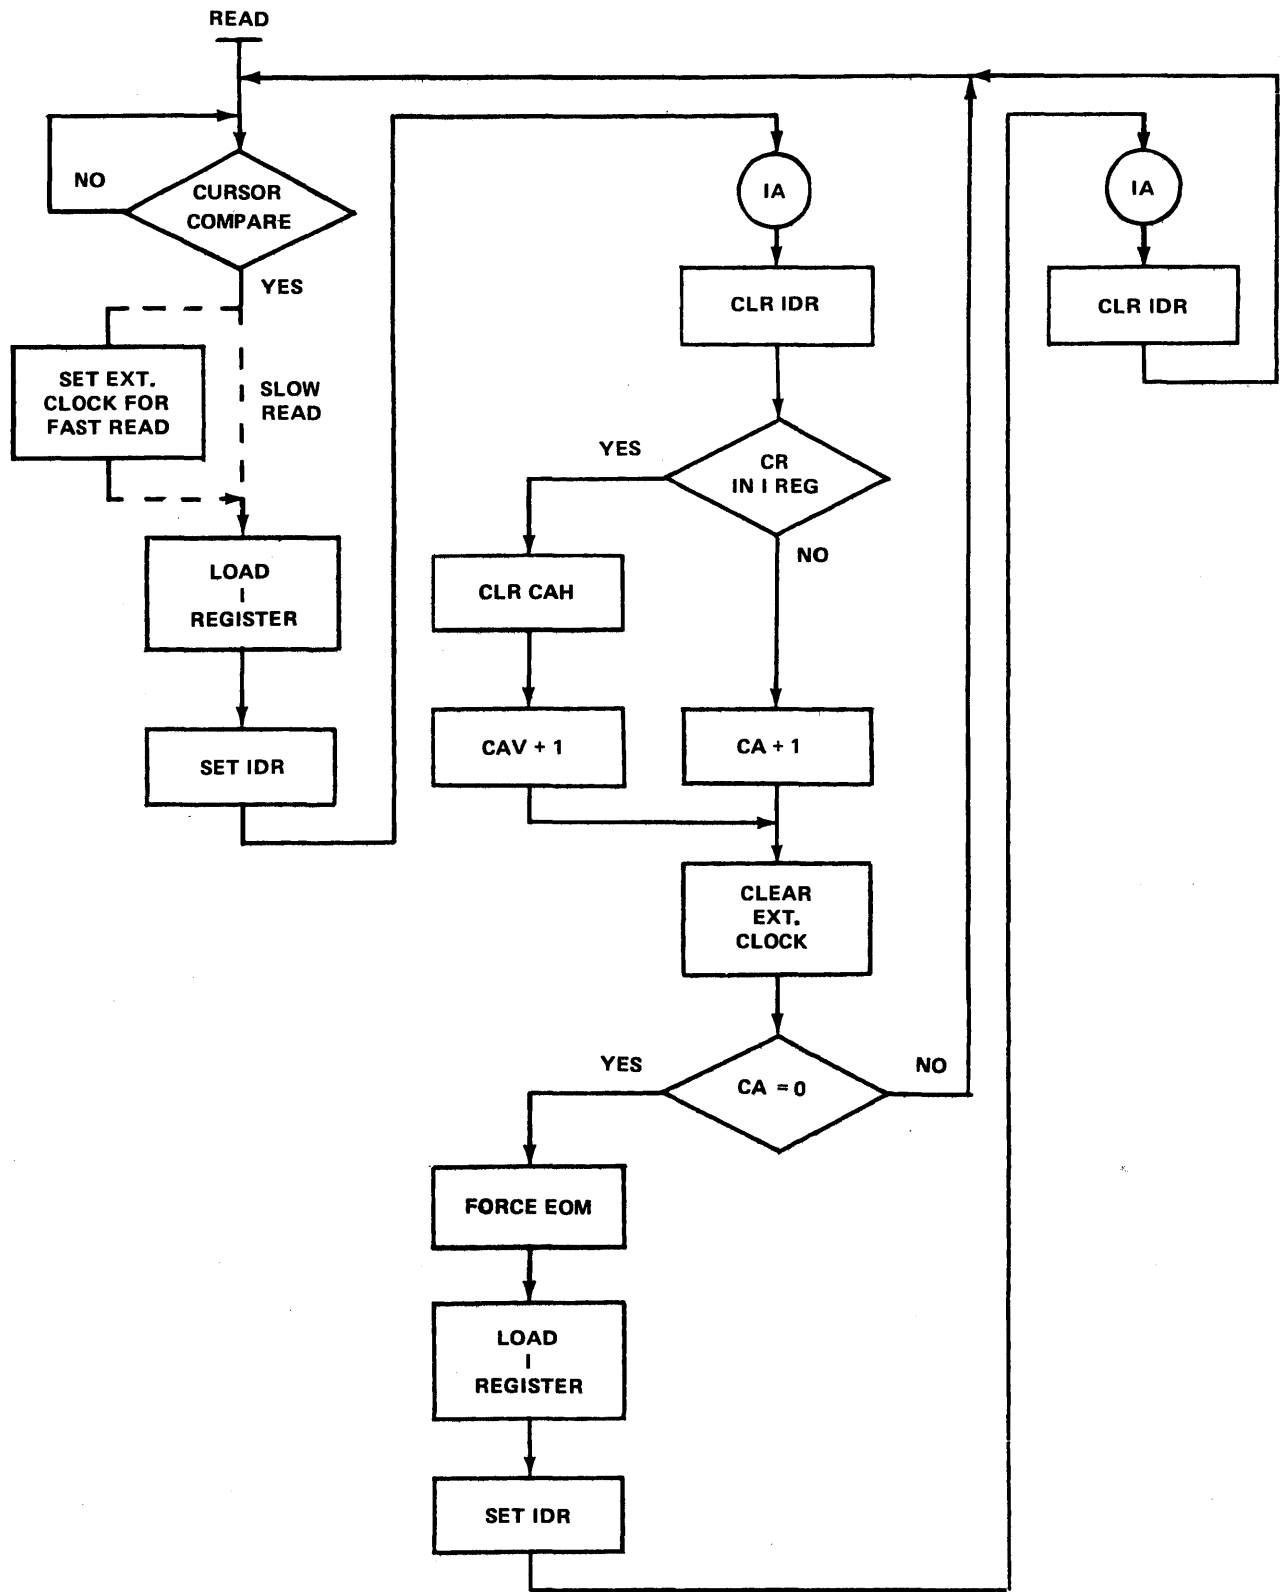 READ
NO
CURSOR
COMPARE
YES
SET EXT.
CLOCK FOR
FAST READ
SLOW
READ
LOAD
I
REGISTER
SET IDR
IA
CLR IDR
YES
CR
IN I REG
NO
CLR CAH
CAV + 1
CA + 1
CLEAR
EXT.
CLOCK
YES
CA = 0
NO
FORCE EOM
LOAD
I
REGISTER
SET IDR
IA
CLR IDR